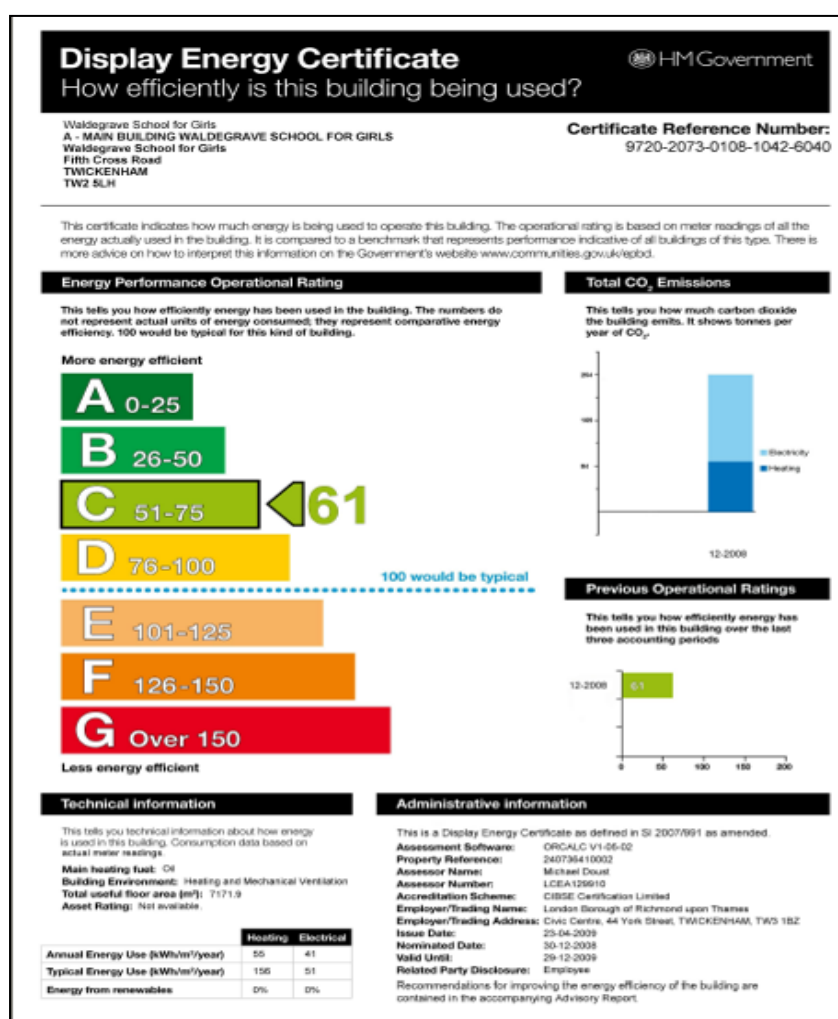 Display Energy Certificate
How efficiently is this building being used?
HM Government
Waldegrave School for Girls
A - MAIN BUILDING WALDEGRAVE SCHOOL FOR GIRLS
Waldegrave School for Girls
Fifth Cross Road
TWICKENHAM
TW2 5LH
Certificate Reference Number:
9720-2073-0108-1042-6040
This certificate indicates how much energy is being used to operate this building. The operational rating is based on meter readings of all the
energy actually used in the building. It is compared to a benchmark that represents performance indicative of all buildings of this type. There is
more advice on how to interpret this information on the Government's website www.communities.gov.uk/epbd.
Energy Performance Operational Rating
This tells you how efficiently energy has been used in the building. The numbers do
not represent actual units of energy consumed; they represent comparative energy
efficiency. 100 would be typical for this kind of building.
More energy efficient
A 0-25
B 26-50
C 51-75
61
D 76-100
100 would be typical
E 101-125
F 126-150
G Over 150
Less energy efficient
Total CO₂ Emissions
This tells you how much carbon dioxide
the building emits. It shows tonnes per
year of CO₂.
Electricity
Heating
12-2008
Previous Operational Ratings
This tells you how efficiently energy has
been used in this building over the last
three accounting periods
12-2008
61
0 50 100 150 200
Technical information
This tells you technical information about how energy
is used in this building. Consumption data based on
actual meter readings.
Main heating fuel: Oil
Building Environment: Heating and Mechanical Ventilation
Total useful floor area (m²): 7171.9
Asset Rating: Not available.
Heating Electrical
Annual Energy Use (kWh/m²/year) 55 41
Typical Energy Use (kWh/m²/year) 156 51
Energy from renewables 0% 0%
Administrative information
This is a Display Energy Certificate as defined in SI 2007/991 as amended.
Assessment Software: ORCALC V1-05-02
Property Reference: 240736410002
Assessor Name: Michael Doust
Assessor Number: LCEA129910
Accreditation Scheme: CIBSE Certification Limited
Employer/Trading Name: London Borough of Richmond upon Thames
Employer/Trading Address: Civic Centre, 44 York Street, TWICKENHAM, TW3 1BZ
Issue Date: 23-04-2009
Nominated Date: 30-12-2008
Valid Until: 29-12-2009
Related Party Disclosure: Employee
Recommendations for improving the energy efficiency of the building are
contained in the accompanying Advisory Report.